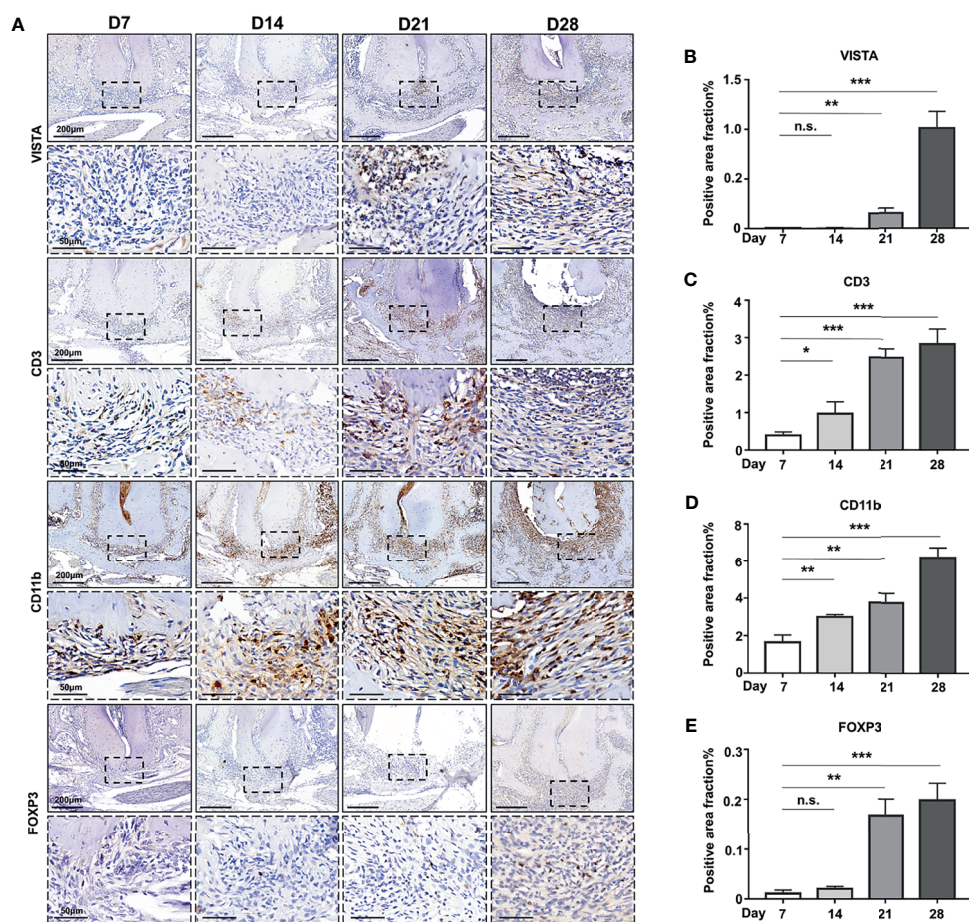 A
D7 D14 D21 D28
VISTA
200μm
50μm
CD3
200μm
50μm
CD11b
200μm
50μm
FOXP3
200μm
50μm
B
VISTA
Positive area fraction%
1.5
1.0
0.2
0
n.s.
**
***
Day 7 14 21 28
C
CD3
Positive area fraction%
4
3
2
1
0
*
***
***
Day 7 14 21 28
D
CD11b
Positive area fraction%
8
6
4
2
0
**
**
***
Day 7 14 21 28
E
FOXP3
Positive area fraction%
0.3
0.2
0.1
0
n.s.
**
***
Day 7 14 21 28